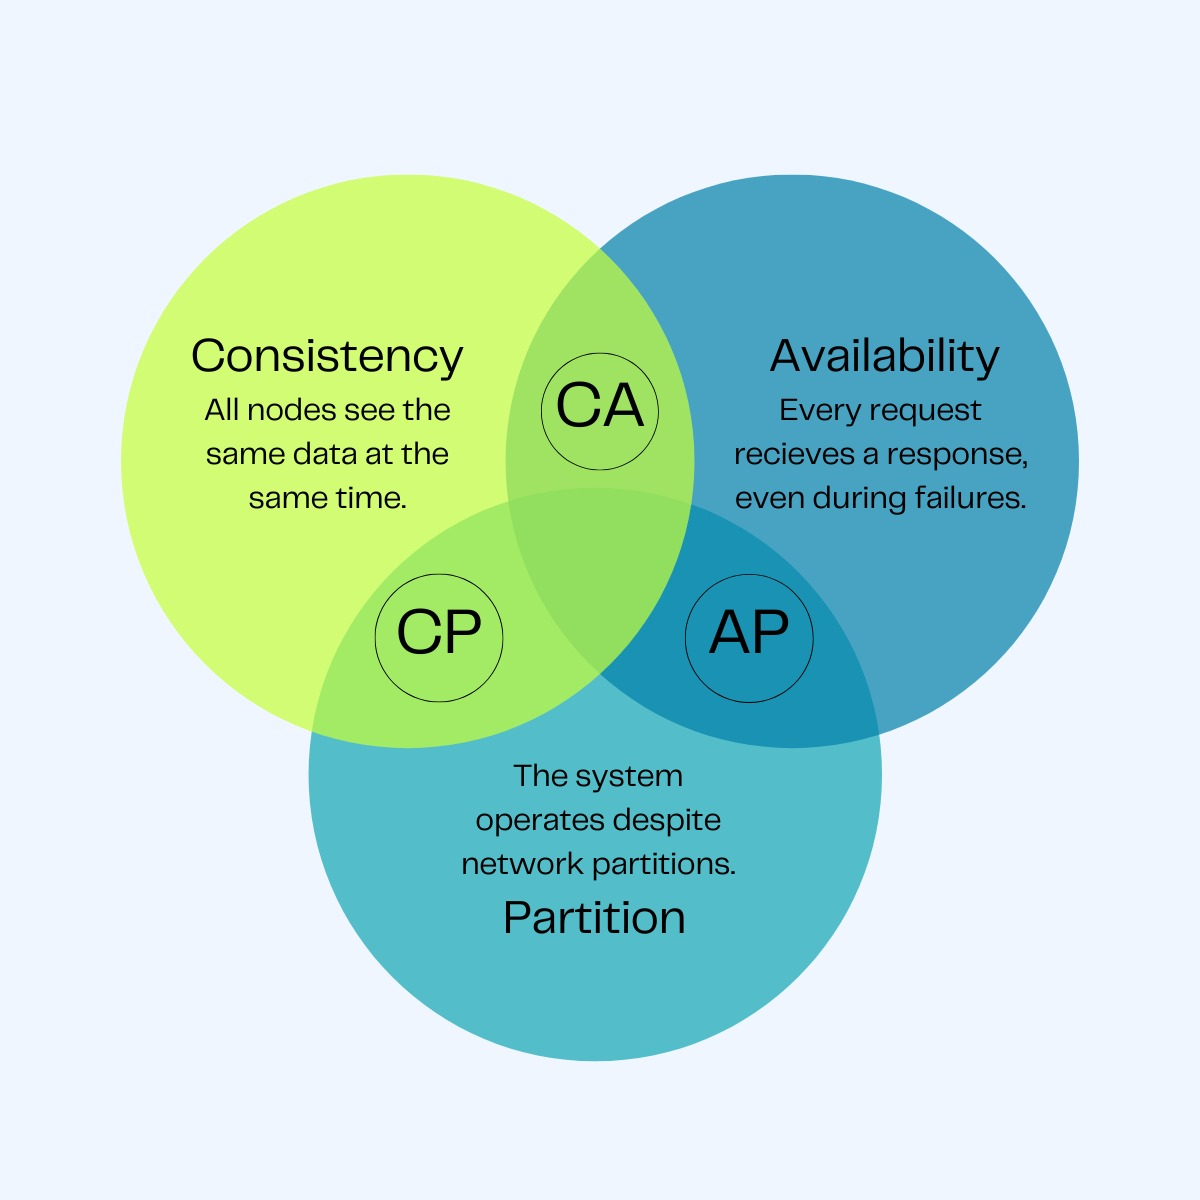 Consistency
All nodes see the
same data at the
same time.
CA
Availability
Every request
recieves a response,
even during failures.
CP
AP
The system
operates despite
network partitions.
Partition